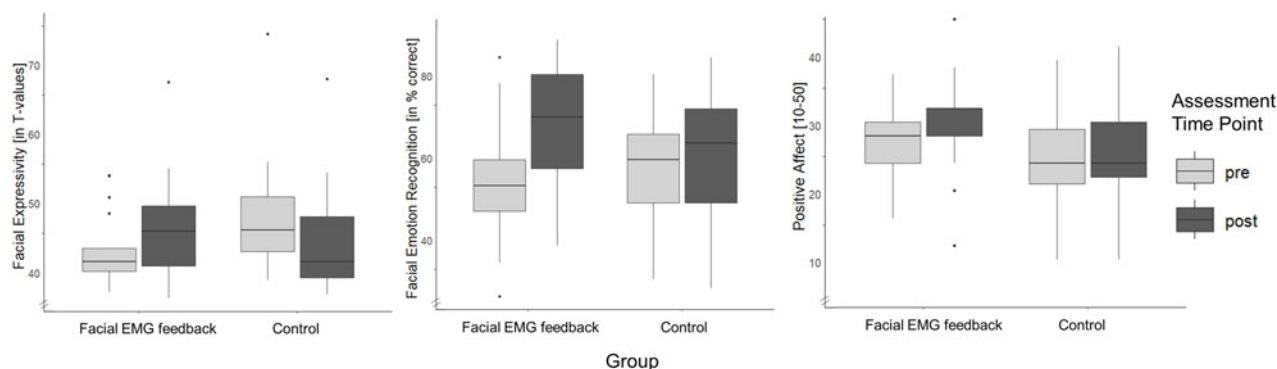 Facial Expressivity [in T-values]
70
60
50
40
Facial EMG feedback
Control
Facial Emotion Recognition [in % correct]
80
60
40
Facial EMG feedback
Control
Positive Affect [10-50]
40
30
20
10
Facial EMG feedback
Control
Group
Assessment
Time Point
pre
post